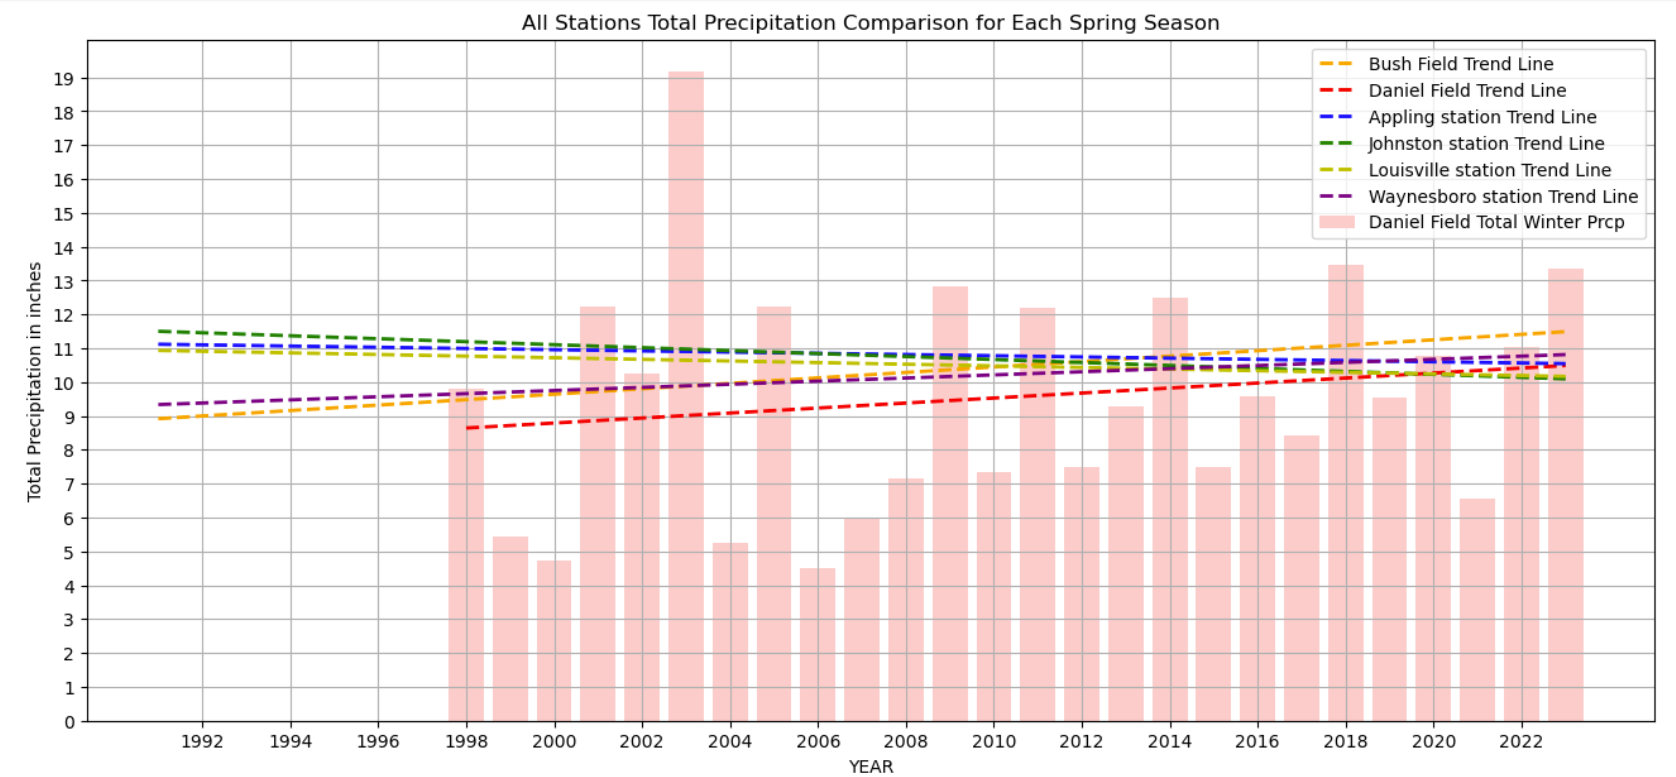 All Stations Total Precipitation Comparison for Each Spring Season
Bush Field Trend Line
Daniel Field Trend Line
Appling station Trend Line
Johnston station Trend Line
Louisville station Trend Line
Waynesboro station Trend Line
Daniel Field Total Winter Prcp
Total Precipitation in inches
19
18
17
16
15
14
13
12
11
10
9
8
7
6
5
4
3
2
1
0
1992 1994 1996 1998 2000 2002 2004 2006 2008 2010 2012 2014 2016 2018 2020 2022
YEAR